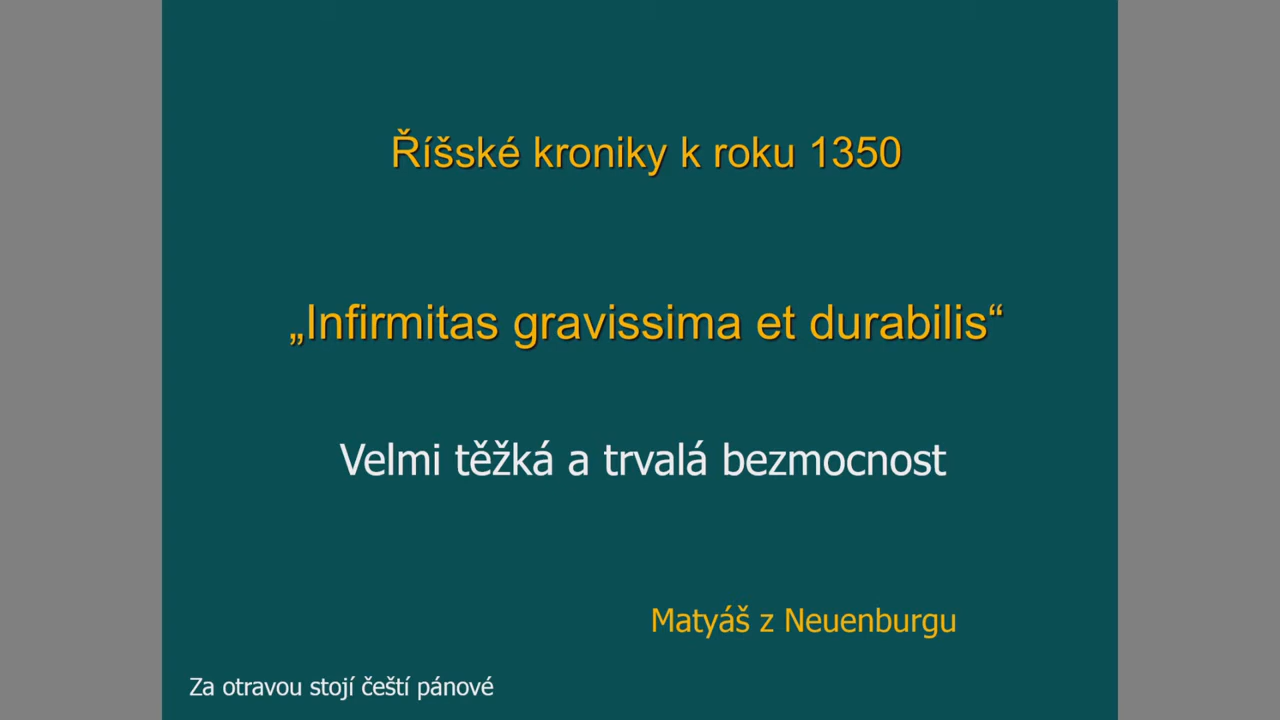 Říšské kroniky k roku 1350
„Infirmitas gravissima et durabilis“
Velmi těžká a trvalá bezmocnost
Matyáš z Neuenburgu
Za otravou stojí čeští pánové